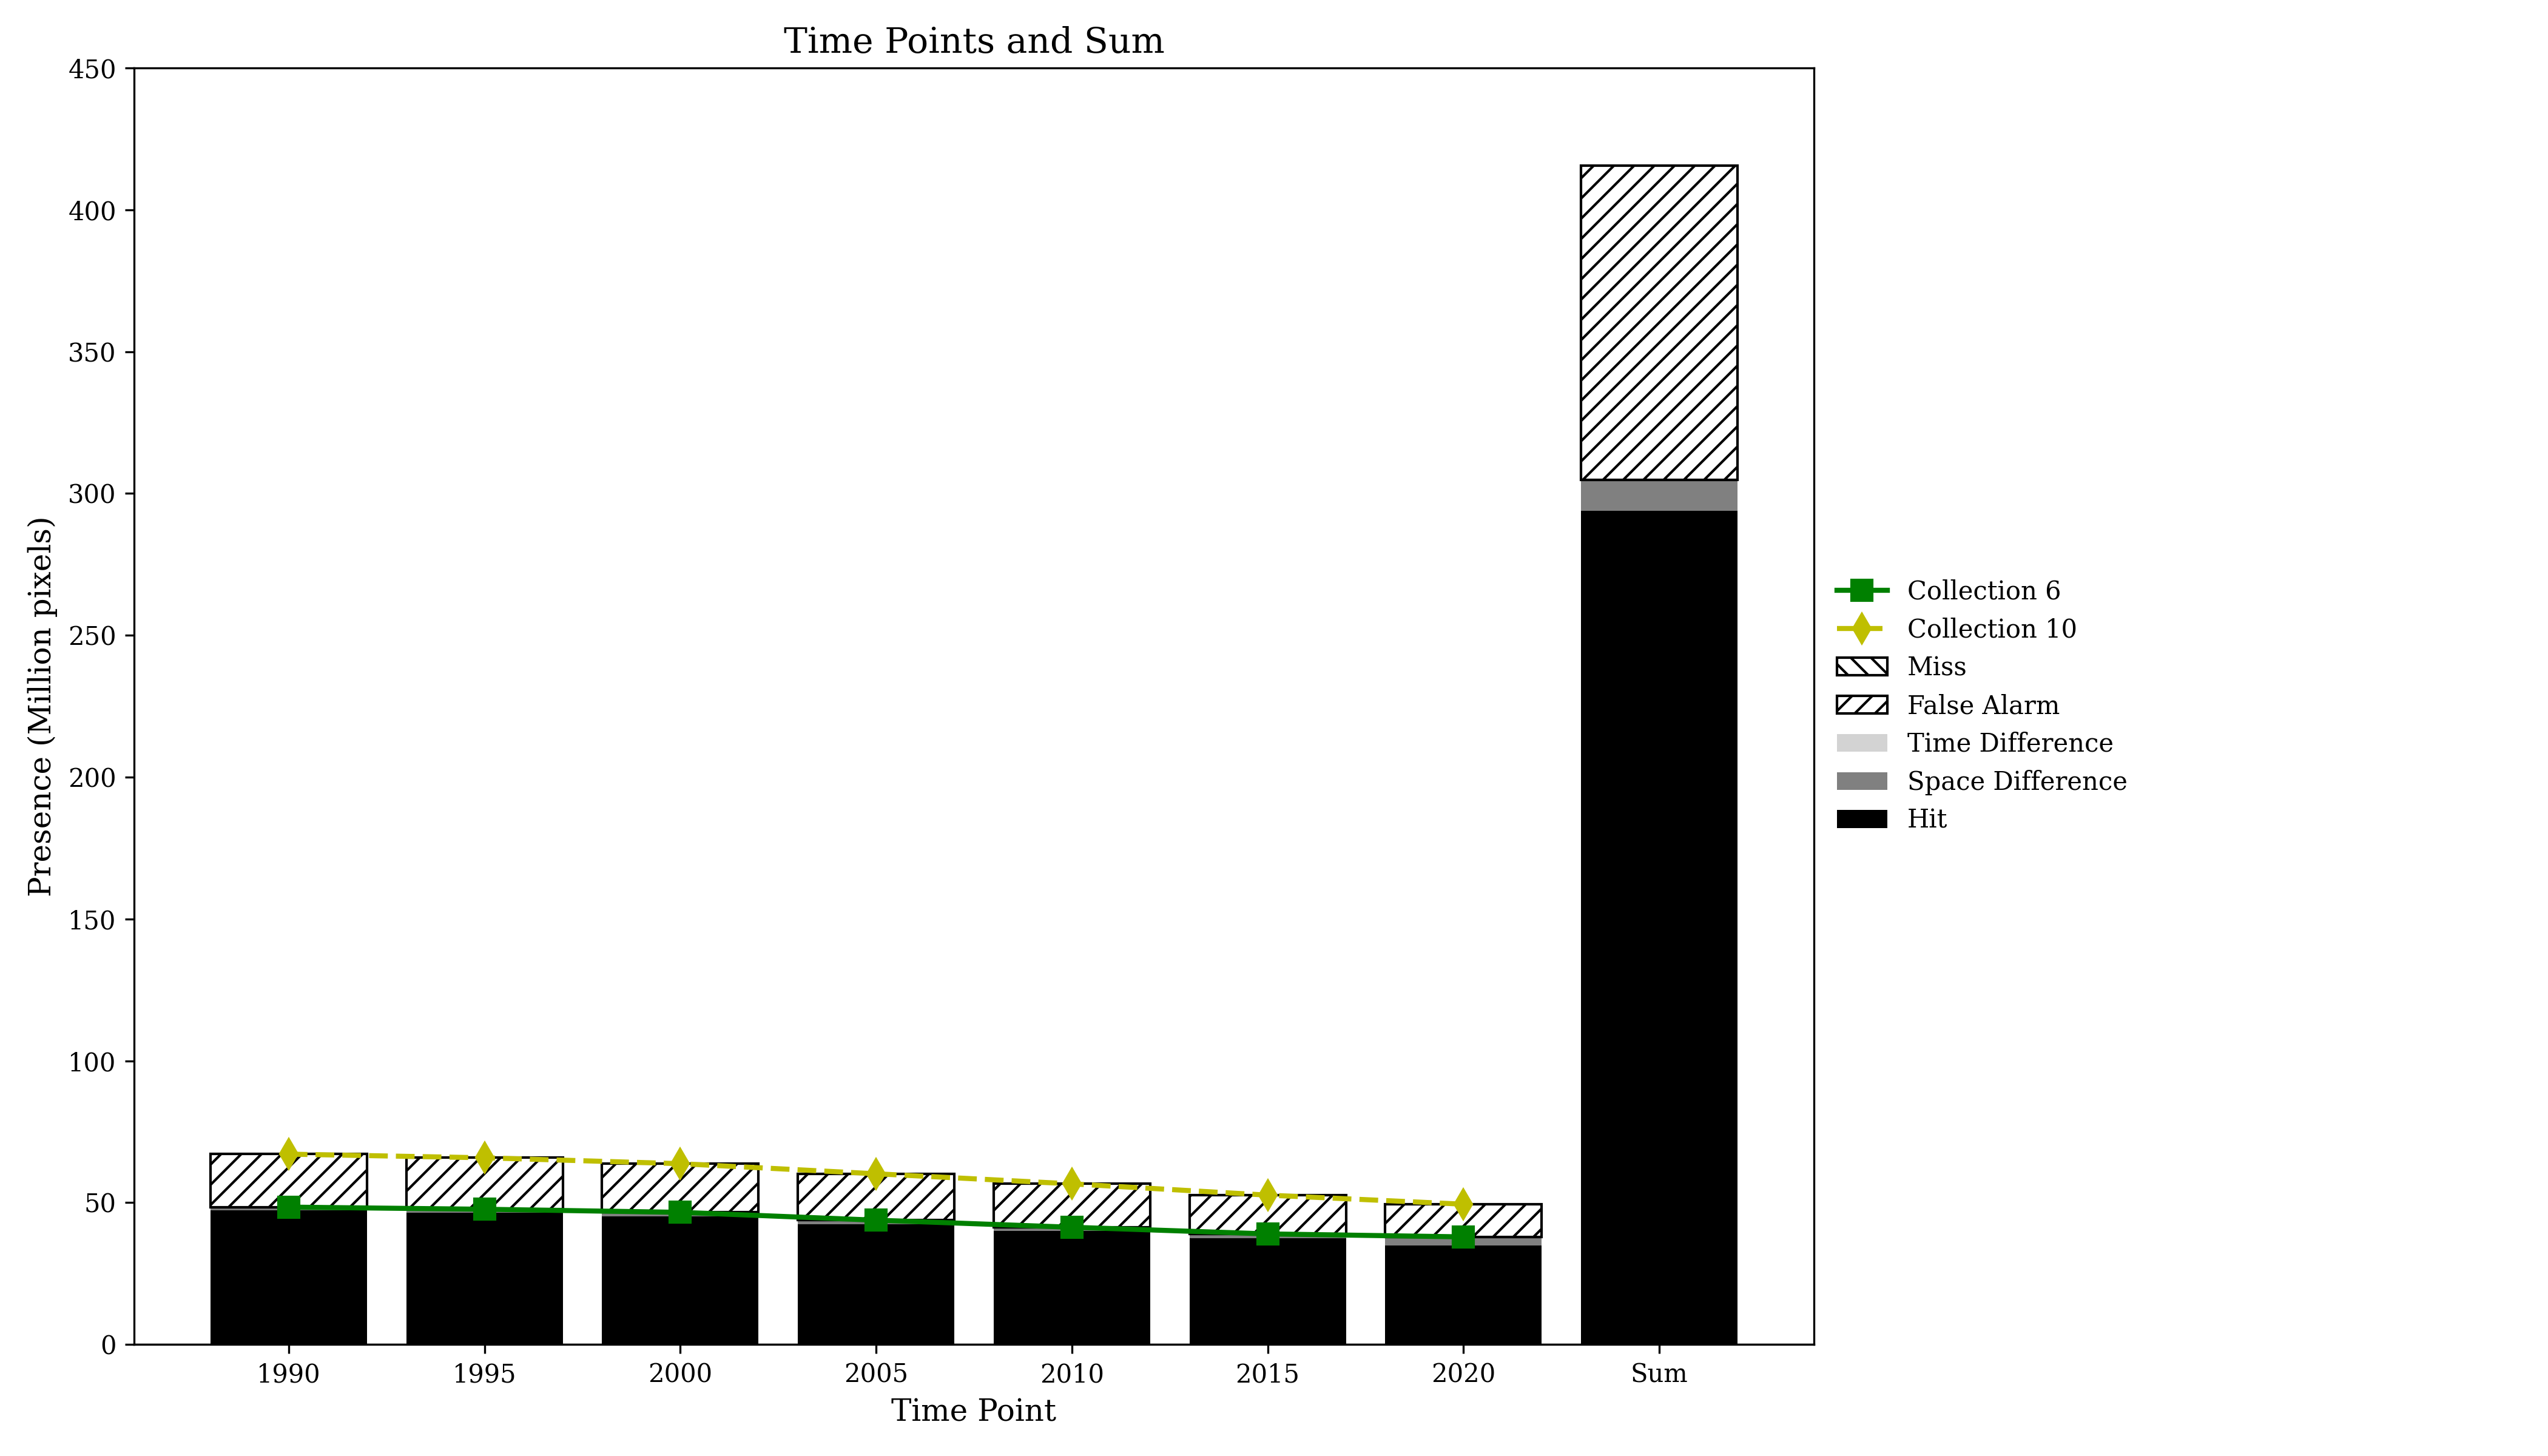 Time Points and Sum
450
400
350
300
250
200
150
100
50
0
Presence (Million pixels)
1990 1995 2000 2005 2010 2015 2020 Sum
Time Point
Collection 6
Collection 10
Miss
False Alarm
Time Difference
Space Difference
Hit